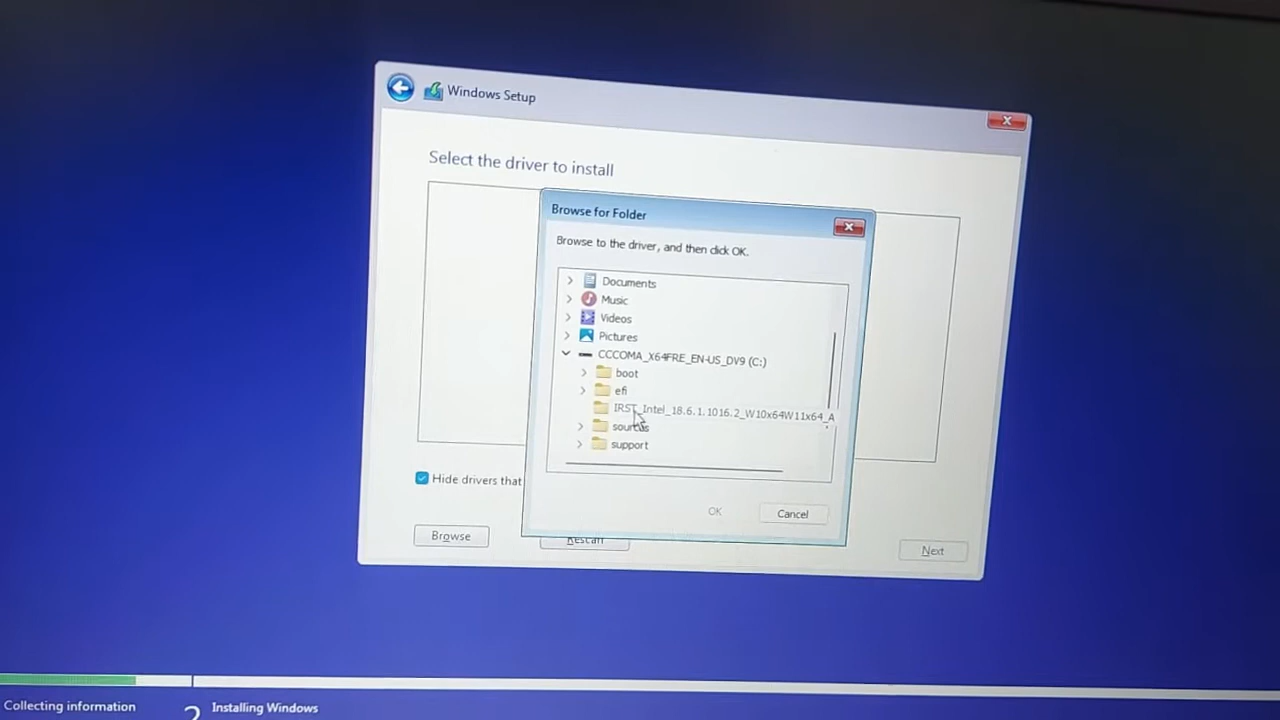 Windows Setup
Select the driver to install
Browse for Folder
Browse to the driver, and then click OK.
Documents
Music
Videos
Pictures
CCCOMA_X64FRE_EN-US_DV9 (C:)
boot
efi
IRST_Intel_18.6.1.1016.2_W10x64W11x64_A
sources
support
Hide drivers that
OK
Cancel
Browse
Rescan
Next
Collecting information
2 Installing Windows